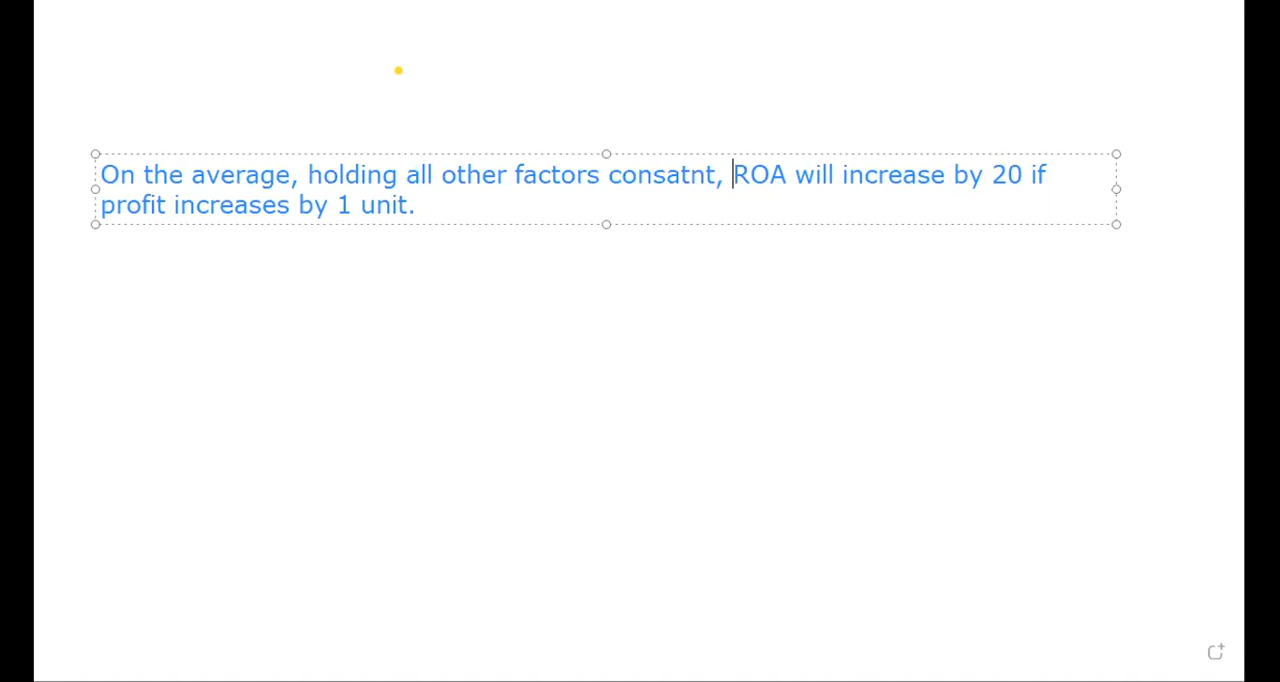 On the average, holding all other factors consatnt, ROA will increase by 20 if
profit increases by 1 unit.